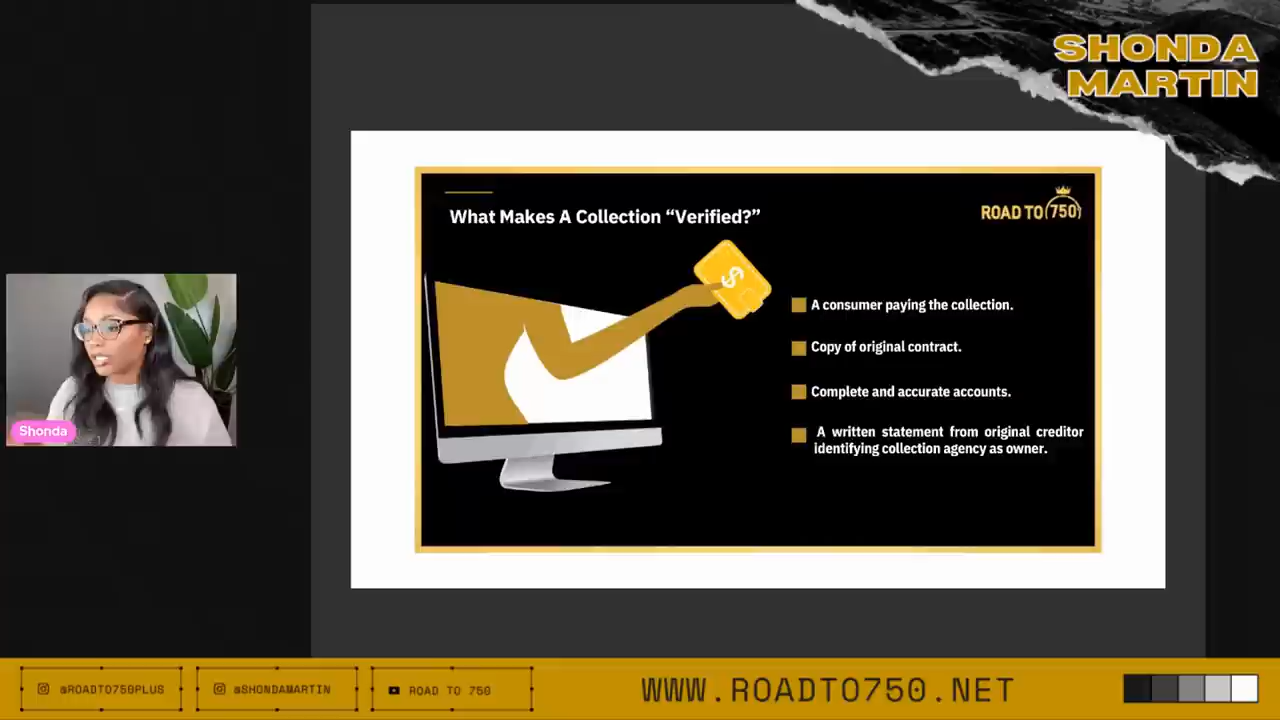 SHONDA
MARTIN
What Makes A Collection “Verified?”
ROAD TO 750
$
A consumer paying the collection.
Copy of original contract.
Complete and accurate accounts.
A written statement from original creditor
identifying collection agency as owner.
Shonda
@ROADTO750PLUS
@SHONDAMARTIN
ROAD TO 750
WWW.ROADTO750.NET